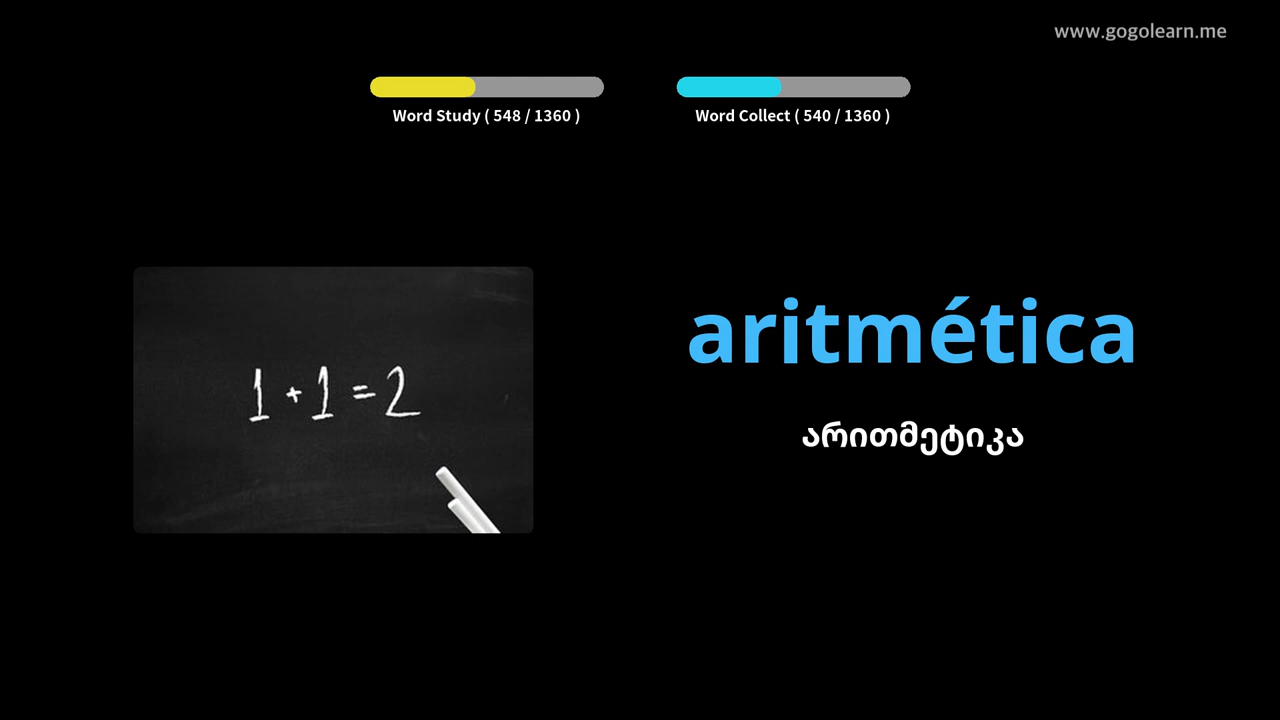 www.gogolearn.me
Word Study ( 548 / 1360 )
Word Collect ( 540 / 1360 )
1 + 1 = 2
aritmética
არითმეტიკა